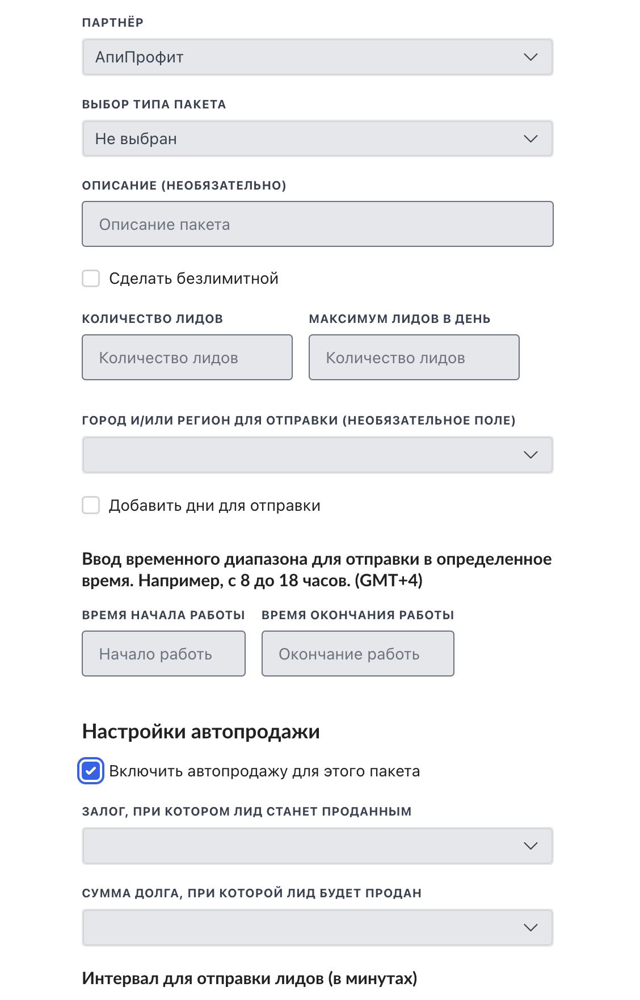 ПАРТНЁР
АпиПрофит
ВЫБОР ТИПА ПАКЕТА
Не выбран
ОПИСАНИЕ (НЕОБЯЗАТЕЛЬНО)
Описание пакета
Сделать безлимитной
КОЛИЧЕСТВО ЛИДОВ МАКСИМУМ ЛИДОВ В ДЕНЬ
Количество лидов Количество лидов
ГОРОД И/ИЛИ РЕГИОН ДЛЯ ОТПРАВКИ (НЕОБЯЗАТЕЛЬНОЕ ПОЛЕ)
Добавить дни для отправки
Ввод временного диапазона для отправки в определенное
время. Например, с 8 до 18 часов. (GMT+4)
ВРЕМЯ НАЧАЛА РАБОТЫ ВРЕМЯ ОКОНЧАНИЯ РАБОТЫ
Начало работь Окончание работь
Настройки автопродажи
Включить автопродажу для этого пакета
ЗАЛОГ, ПРИ КОТОРОМ ЛИД СТАНЕТ ПРОДАННЫМ
СУММА ДОЛГА, ПРИ КОТОРОЙ ЛИД БУДЕТ ПРОДАН
Интервал для отправки лидов (в минутах)